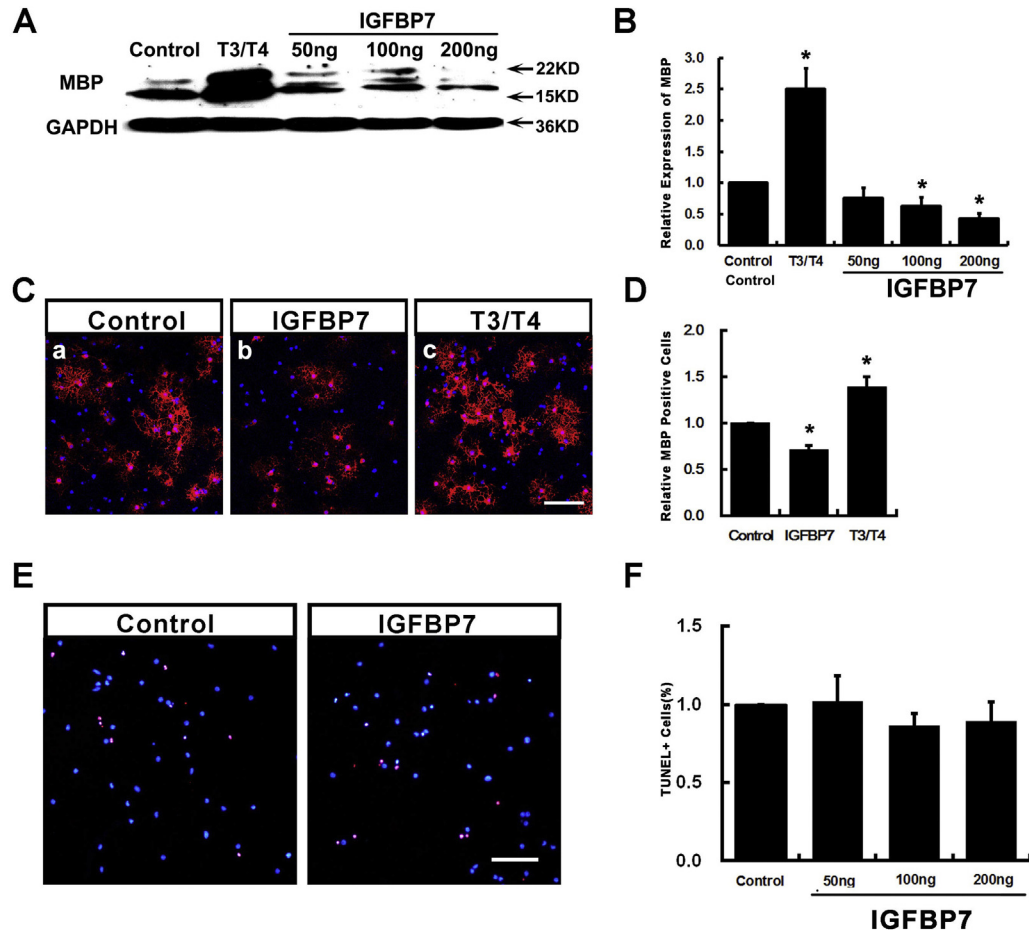 A
IGFBP7
Control T3/T4 50ng 100ng 200ng
MBP
22KD
15KD
GAPDH
36KD
B
Relative Expression of MBP
3.0
2.5
2.0
1.5
1.0
0.5
0.0
*
*
*
Control T3/T4 50ng 100ng 200ng
Control
IGFBP7
C
Control IGFBP7 T3/T4
a b c
D
Relative MBP Positive Cells
2.0
1.5
1.0
0.5
0.0
*
*
Control IGFBP7 T3/T4
E
Control IGFBP7
F
TUNEL+ Cells(%)
1.5
1.0
0.5
0.0
Control 50ng 100ng 200ng
IGFBP7